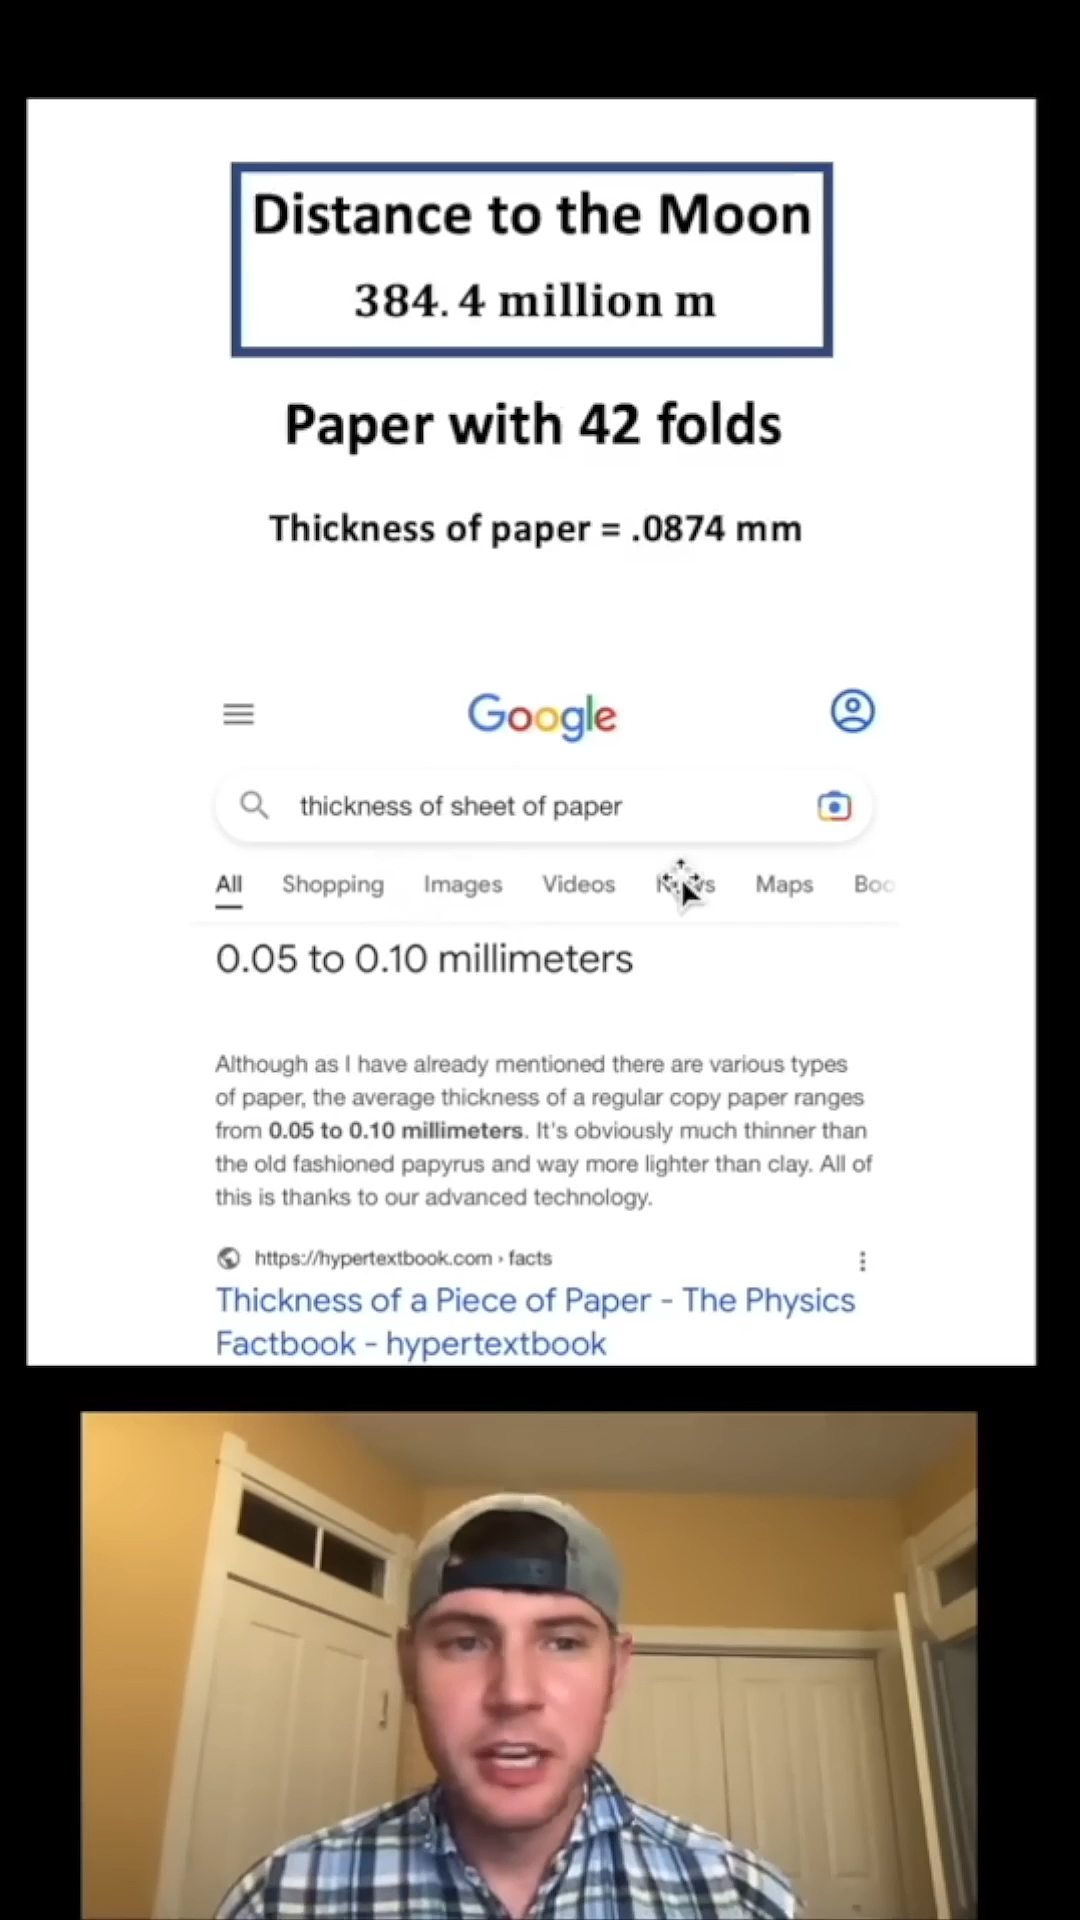 Distance to the Moon
384.4 million m
Paper with 42 folds
Thickness of paper = .0874 mm
Google
thickness of sheet of paper
All Shopping Images Videos Maps
0.05 to 0.10 millimeters
Although as I have already mentioned there are various types
of paper, the average thickness of a regular copy paper ranges
from 0.05 to 0.10 millimeters. It's obviously much thinner than
the old fashioned papyrus and way more lighter than clay. All of
this is thanks to our advanced technology.
https://hypertextbook.com › facts
Thickness of a Piece of Paper - The Physics
Factbook - hypertextbook